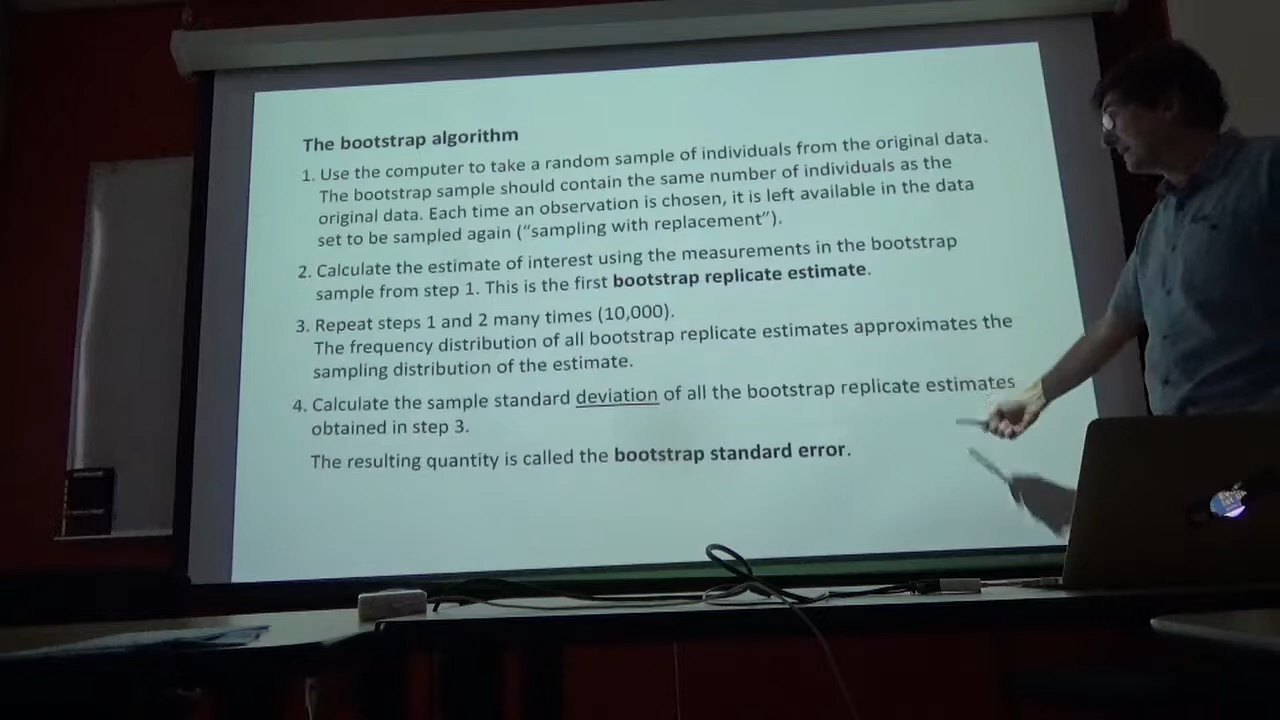 The bootstrap algorithm
1. Use the computer to take a random sample of individuals from the original data.
The bootstrap sample should contain the same number of individuals as the
original data. Each time an observation is chosen, it is left available in the data
set to be sampled again (“sampling with replacement”).
2. Calculate the estimate of interest using the measurements in the bootstrap
sample from step 1. This is the first bootstrap replicate estimate.
3. Repeat steps 1 and 2 many times (10,000).
The frequency distribution of all bootstrap replicate estimates approximates the
sampling distribution of the estimate.
4. Calculate the sample standard deviation of all the bootstrap replicate estimates
obtained in step 3.
The resulting quantity is called the bootstrap standard error.